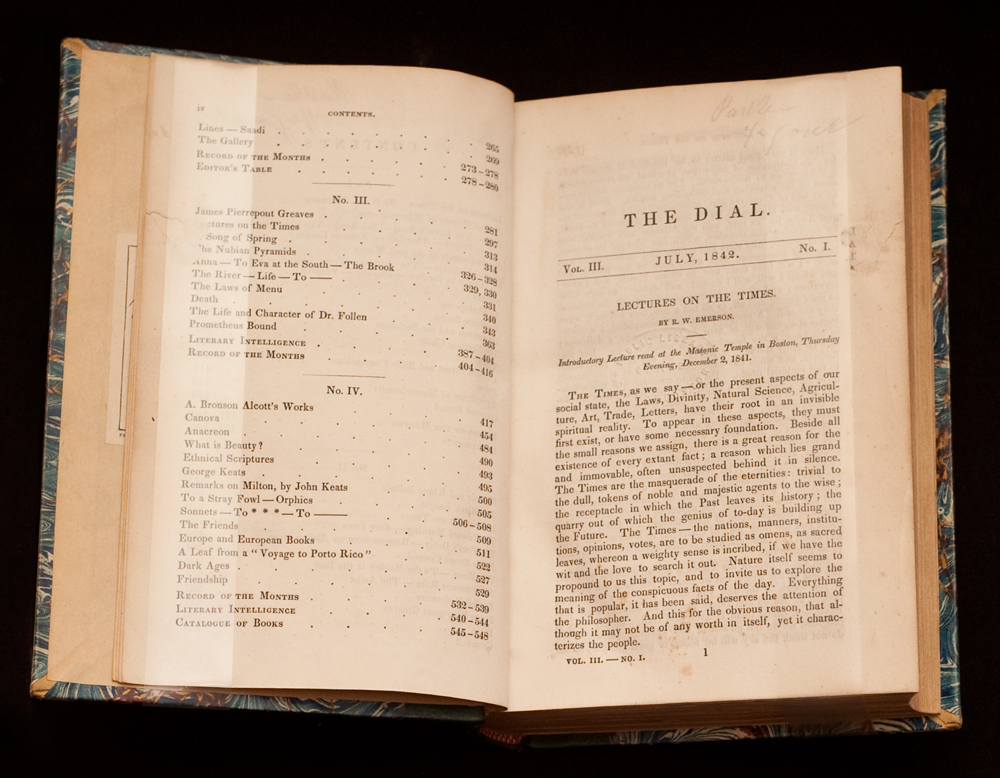 iv
CONTENTS.
Lines — Saadi . . . . . . 265
The Gallery . . . . . . 269
RECORD OF THE MONTHS . . . . . 273–278
EDITOR'S TABLE . . . . . 278–280
No. III.
James Pierrepont Greaves . . . . . 281
ctures on the Times . . . . . 297
Song of Spring . . . . . 313
he Nubian Pyramids . . . . . 314
Anna — To Eva at the South — The Brook . . 326–328
The River — Life — To —— . . . . 329, 330
The Laws of Menu . . . . . 331
Death . . . . . . 340
The Life and Character of Dr. Follen . . . 343
Prometheus Bound . . . . . 363
LITERARY INTELLIGENCE . . . . . 387–404
RECORD OF THE MONTHS . . . . . 404–416
No. IV.
A. Bronson Alcott's Works . . . . 417
Canova . . . . . . 454
Anacreon . . . . . . 484
What is Beauty? . . . . . 490
Ethnical Scriptures . . . . . 493
George Keats . . . . . 495
Remarks on Milton, by John Keats . . . 500
To a Stray Fowl — Orphics . . . . 505
Sonnets — To * * * — To —— . . . 506–508
The Friends . . . . . 509
Europe and European Books . . . . 511
A Leaf from a "Voyage to Porto Rico" . . . 522
Dark Ages . . . . . . 527
Friendship . . . . . 529
RECORD OF THE MONTHS . . . . 532–539
LITERARY INTELLIGENCE . . . . 540–544
CATALOGUE OF BOOKS . . . . 545–548
THE DIAL.
VOL. III. JULY, 1842. No. I.
LECTURES ON THE TIMES.
BY R. W. EMERSON.
Introductory Lecture read at the Masonic Temple in Boston, Thursday
Evening, December 2, 1841.
THE TIMES, as we say — or the present aspects of our
social state, the Laws, Divinity, Natural Science, Agricul-
ture, Art, Trade, Letters, have their root in an invisible
spiritual reality. To appear in these aspects, they must
first exist, or have some necessary foundation. Beside all
the small reasons we assign, there is a great reason for the
existence of every extant fact; a reason which lies grand
and immovable, often unsuspected behind it in silence.
The Times are the masquerade of the eternities: trivial to
the dull, tokens of noble and majestic agents to the wise;
the receptacle in which the Past leaves its history; the
quarry out of which the genius of to-day is building up
the Future. The Times — the nations, manners, institu-
tions, opinions, votes, are to be studied as omens, as sacred
leaves, whereon a weighty sense is incribed, if we have the
wit and the love to search it out. Nature itself seems to
propound to us this topic, and to invite us to explore the
meaning of the conspicuous facts of the day. Everything
that is popular, it has been said, deserves the attention of
the philosopher. And this for the obvious reason, that al-
though it may not be of any worth in itself, yet it charac-
terizes the people.
VOL. III. — NO. I. 1